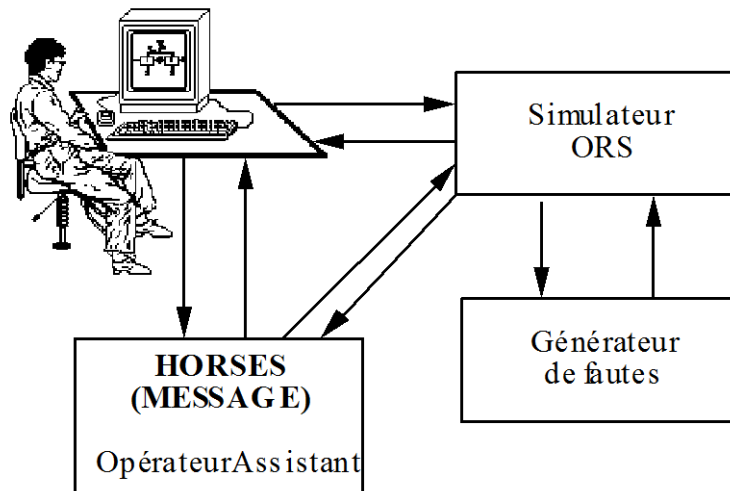 Simulateur
ORS
Générateur
de fautes
HORSES
(MESSAGE)
OpérateurAssistant